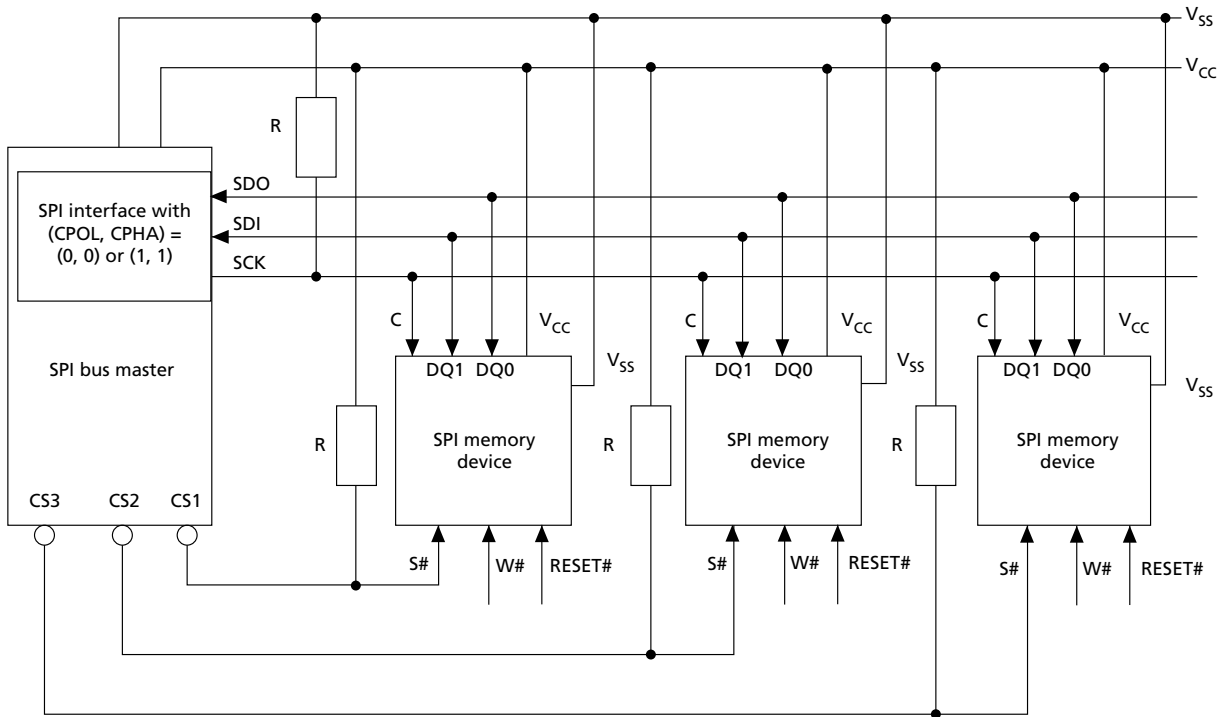 VSS
VCC
R
SDO
SPI interface with
(CPOL, CPHA) =
(0, 0) or (1, 1)
SDI
SCK
SPI bus master
C
VCC
C
VCC
C
VCC
DQ1 DQ0
VSS
DQ1 DQ0
VSS
DQ1 DQ0
VSS
R
SPI memory
device
R
SPI memory
device
R
SPI memory
device
CS3
CS2
CS1
S#
W#
RESET#
S#
W#
RESET#
S#
W#
RESET#